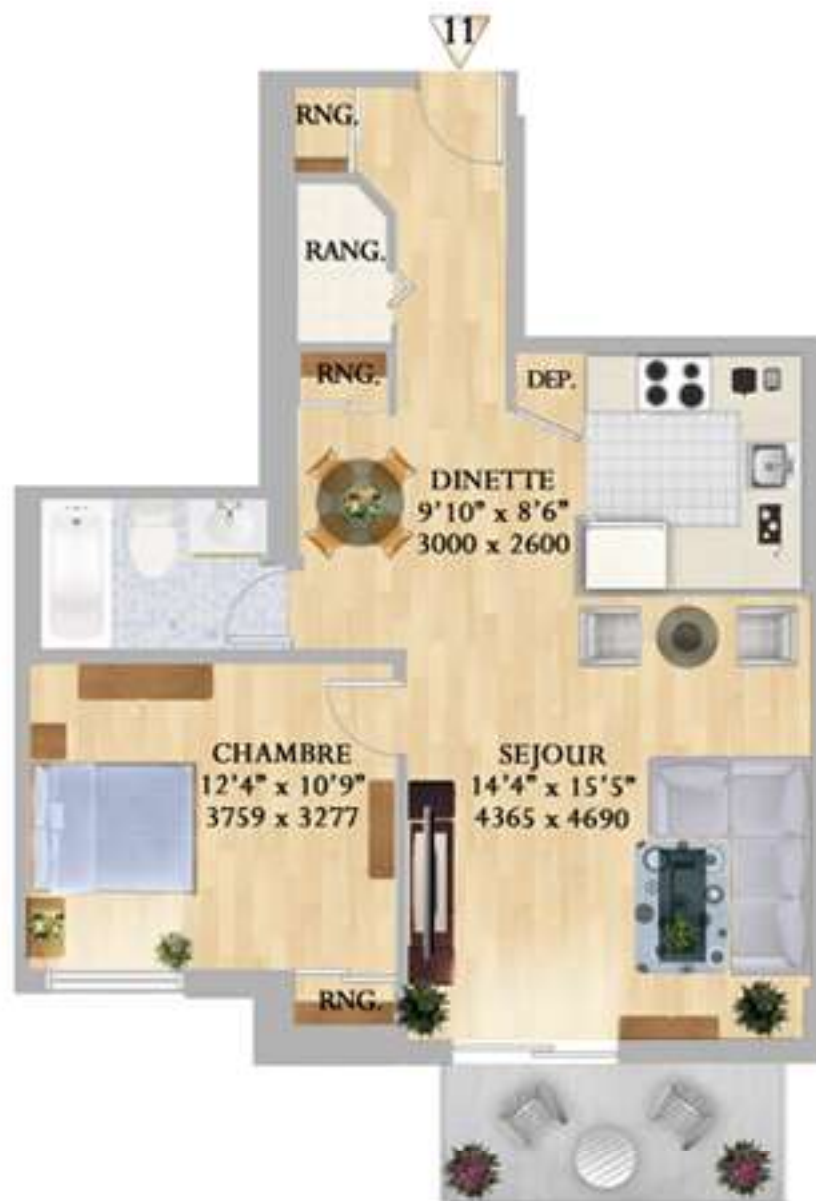 11
RNG.
RANG.
RNG.
DEP.
DINETTE
9'10" x 8'6"
3000 x 2600
CHAMBRE
12'4" x 10'9"
3759 x 3277
SEJOUR
14'4" x 15'5"
4365 x 4690
RNG.